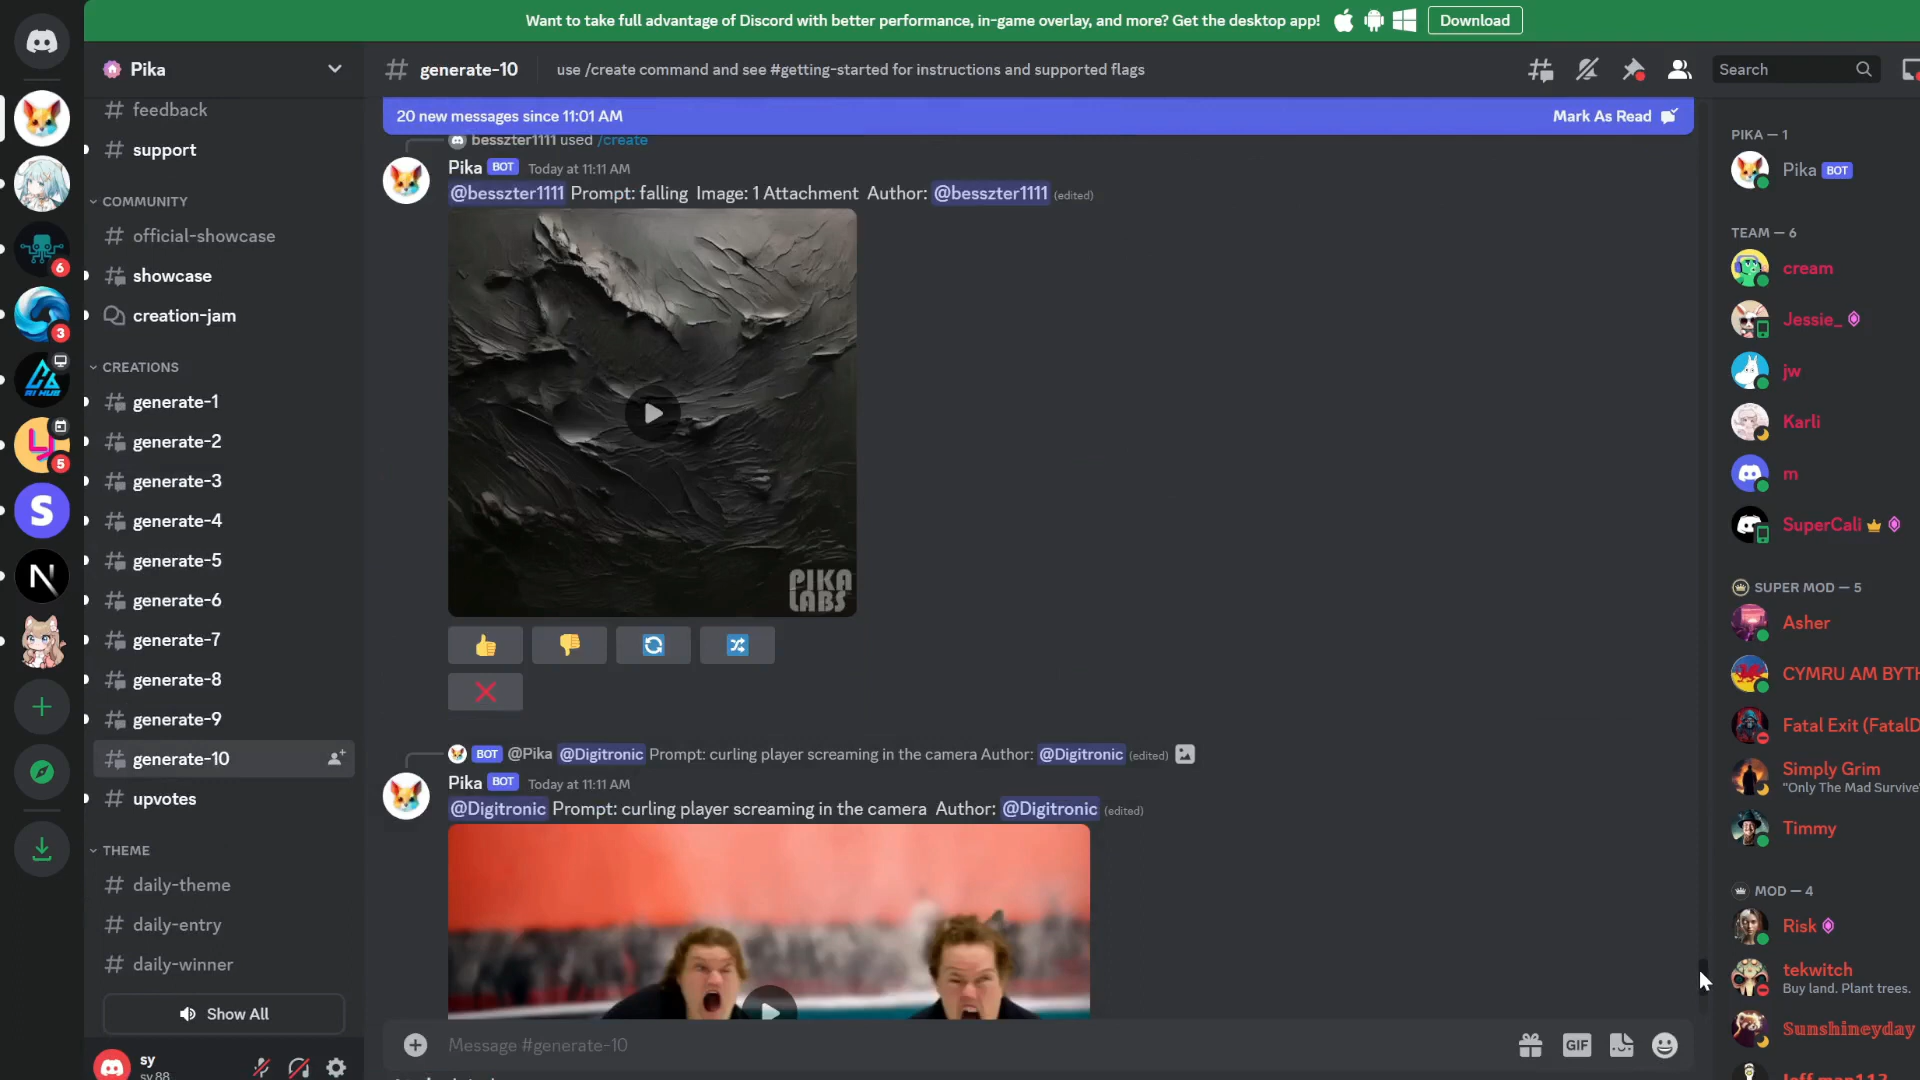 Want to take full advantage of Discord with better performance, in-game overlay, and more? Get the desktop app!
Download
Pika
feedback
support
COMMUNITY
official-showcase
showcase
creation-jam
CREATIONS
generate-1
generate-2
generate-3
generate-4
generate-5
generate-6
generate-7
generate-8
generate-9
generate-10
upvotes
THEME
daily-theme
daily-entry
daily-winner
Show All
sy
sy.88
6
3
AI HUB
5
S
N
generate-10
use /create command and see #getting-started for instructions and supported flags
Search
20 new messages since 11:01 AM
Mark As Read
besszter1111 used /create
Pika BOT Today at 11:11 AM
@besszter1111 Prompt: falling Image: 1 Attachment Author: @besszter1111 (edited)
PIKA LABS
BOT @Pika @Digitronic Prompt: curling player screaming in the camera Author: @Digitronic (edited)
Pika BOT Today at 11:11 AM
@Digitronic Prompt: curling player screaming in the camera Author: @Digitronic (edited)
Message #generate-10
GIF
PIKA — 1
Pika BOT
TEAM — 6
cream
Jessie_
jw
Karli
m
SuperCali
SUPER MOD — 5
Asher
CYMRU AM BYTH
Fatal Exit (FatalD
Simply Grim
"Only The Mad Survive"
Timmy
MOD — 4
Risk
tekwitch
Buy land. Plant trees.
Sunshineyday